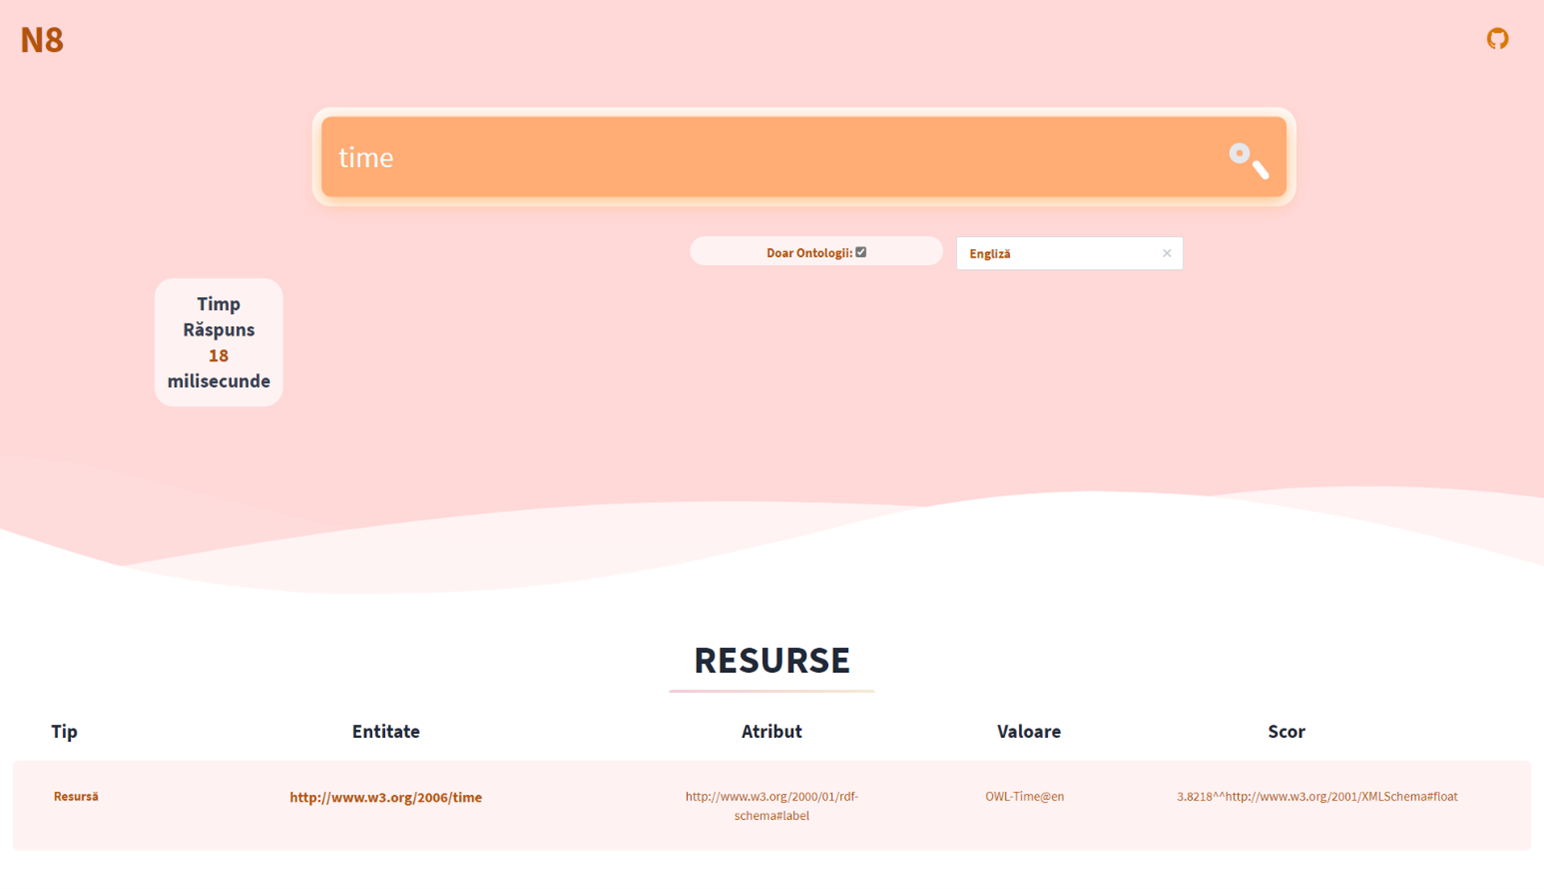 N8
time
Doar Ontologii:
Engliză ×
Timp
Răspuns
18
milisecunde
RESURSE
Tip Entitate Atribut Valoare Scor
Resursă http://www.w3.org/2006/time http://www.w3.org/2000/01/rdf- OWL-Time@en 3.8218^^http://www.w3.org/2001/XMLSchema#float
schema#label